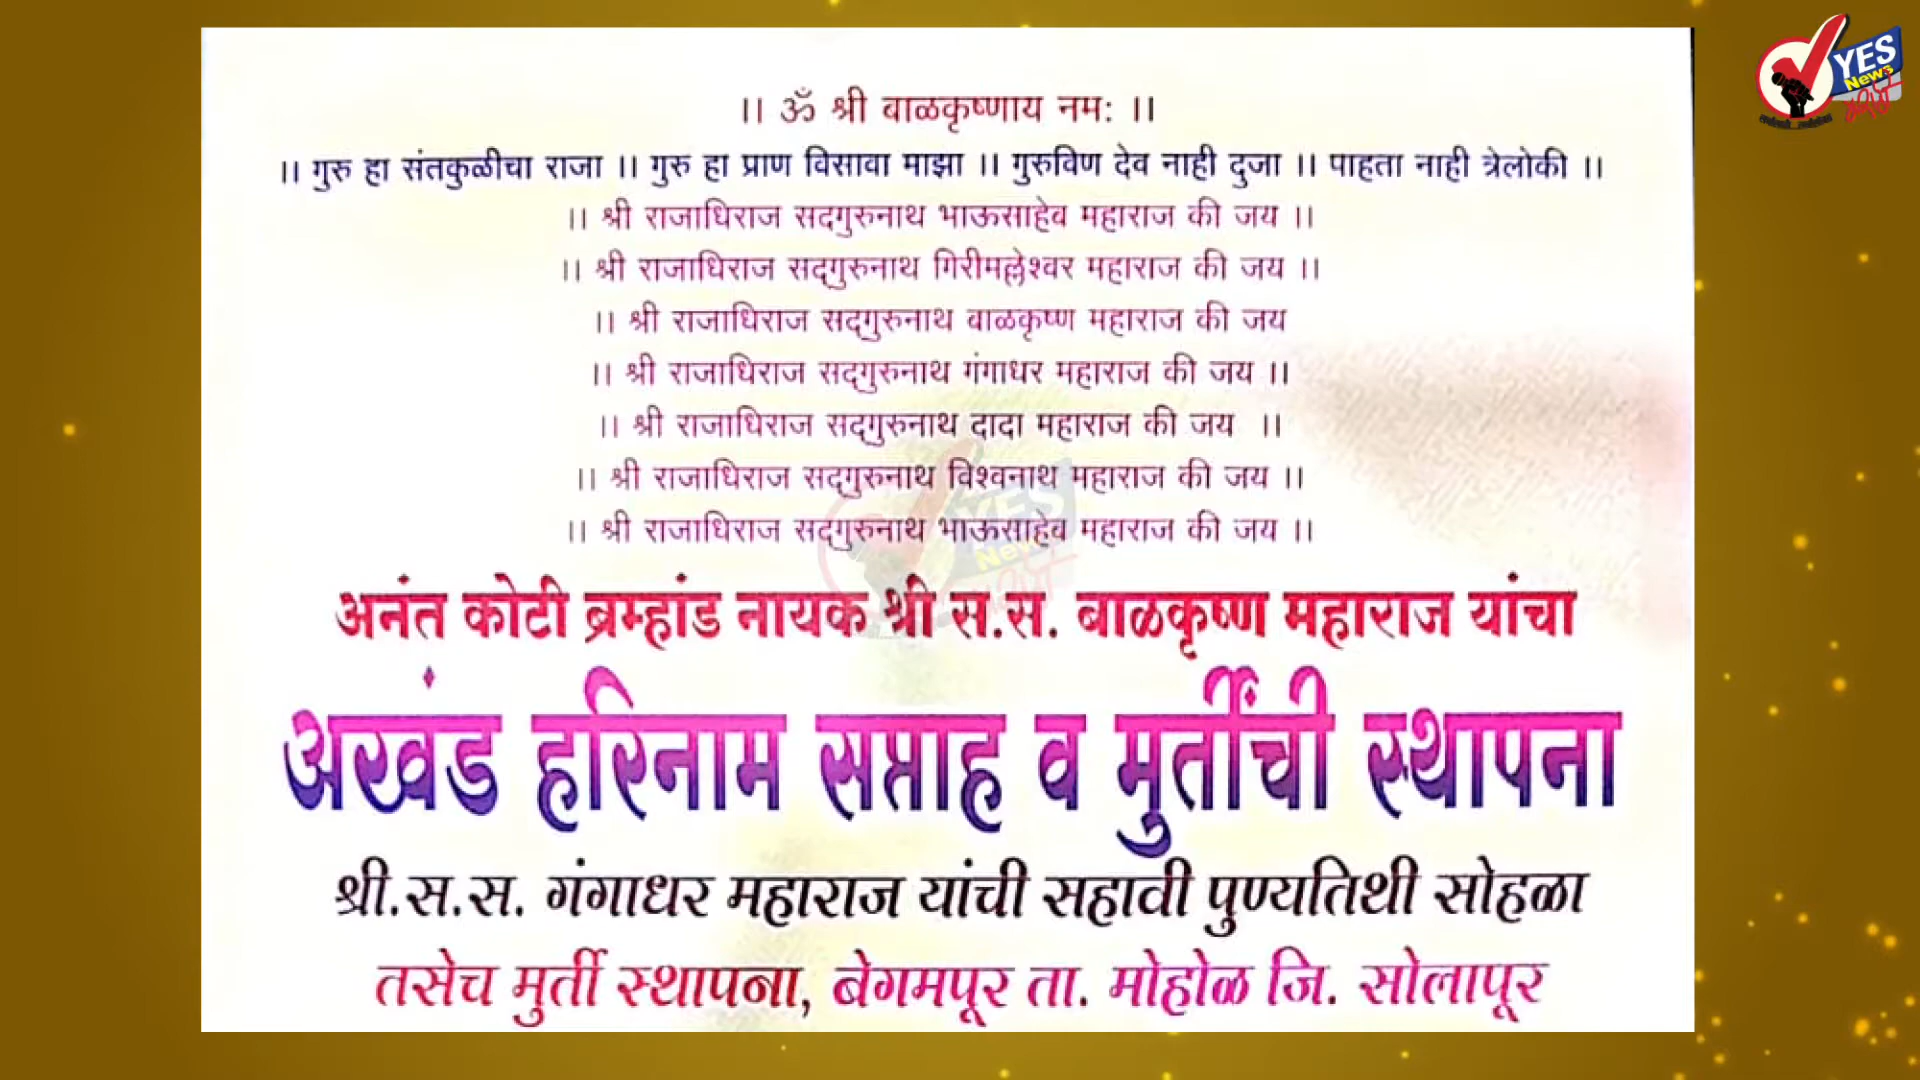 ।। ॐ श्री बाळकृष्णाय नमः ।।
।। गुरु हा संतकुळीचा राजा ।। गुरु हा प्राण विसावा माझा ।। गुरुविण देव नाही दुजा ।। पाहता नाही त्रेलोकी ।।
।। श्री राजाधिराज सद्गुरुनाथ भाऊसाहेब महाराज की जय ।।
।। श्री राजाधिराज सद्गुरुनाथ गिरीमल्लेश्वर महाराज की जय ।।
।। श्री राजाधिराज सद्गुरुनाथ बाळकृष्ण महाराज की जय
।। श्री राजाधिराज सद्गुरुनाथ गंगाधर महाराज की जय ।।
।। श्री राजाधिराज सद्गुरुनाथ दादा महाराज की जय ।।
।। श्री राजाधिराज सद्गुरुनाथ विश्वनाथ महाराज की जय ।।
।। श्री राजाधिराज सद्गुरुनाथ भाऊसाहेब महाराज की जय ।।
अनंत कोटी ब्रम्हांड नायक श्री स.स. बाळकृष्ण महाराज यांचा
अखंड हरिनाम सप्ताह व मुर्तींची स्थापना
श्री.स.स. गंगाधर महाराज यांची सहावी पुण्यतिथी सोहळा
तसेच मुर्ती स्थापना, बेगमपूर ता. मोहोळ जि. सोलापूर
YES
News